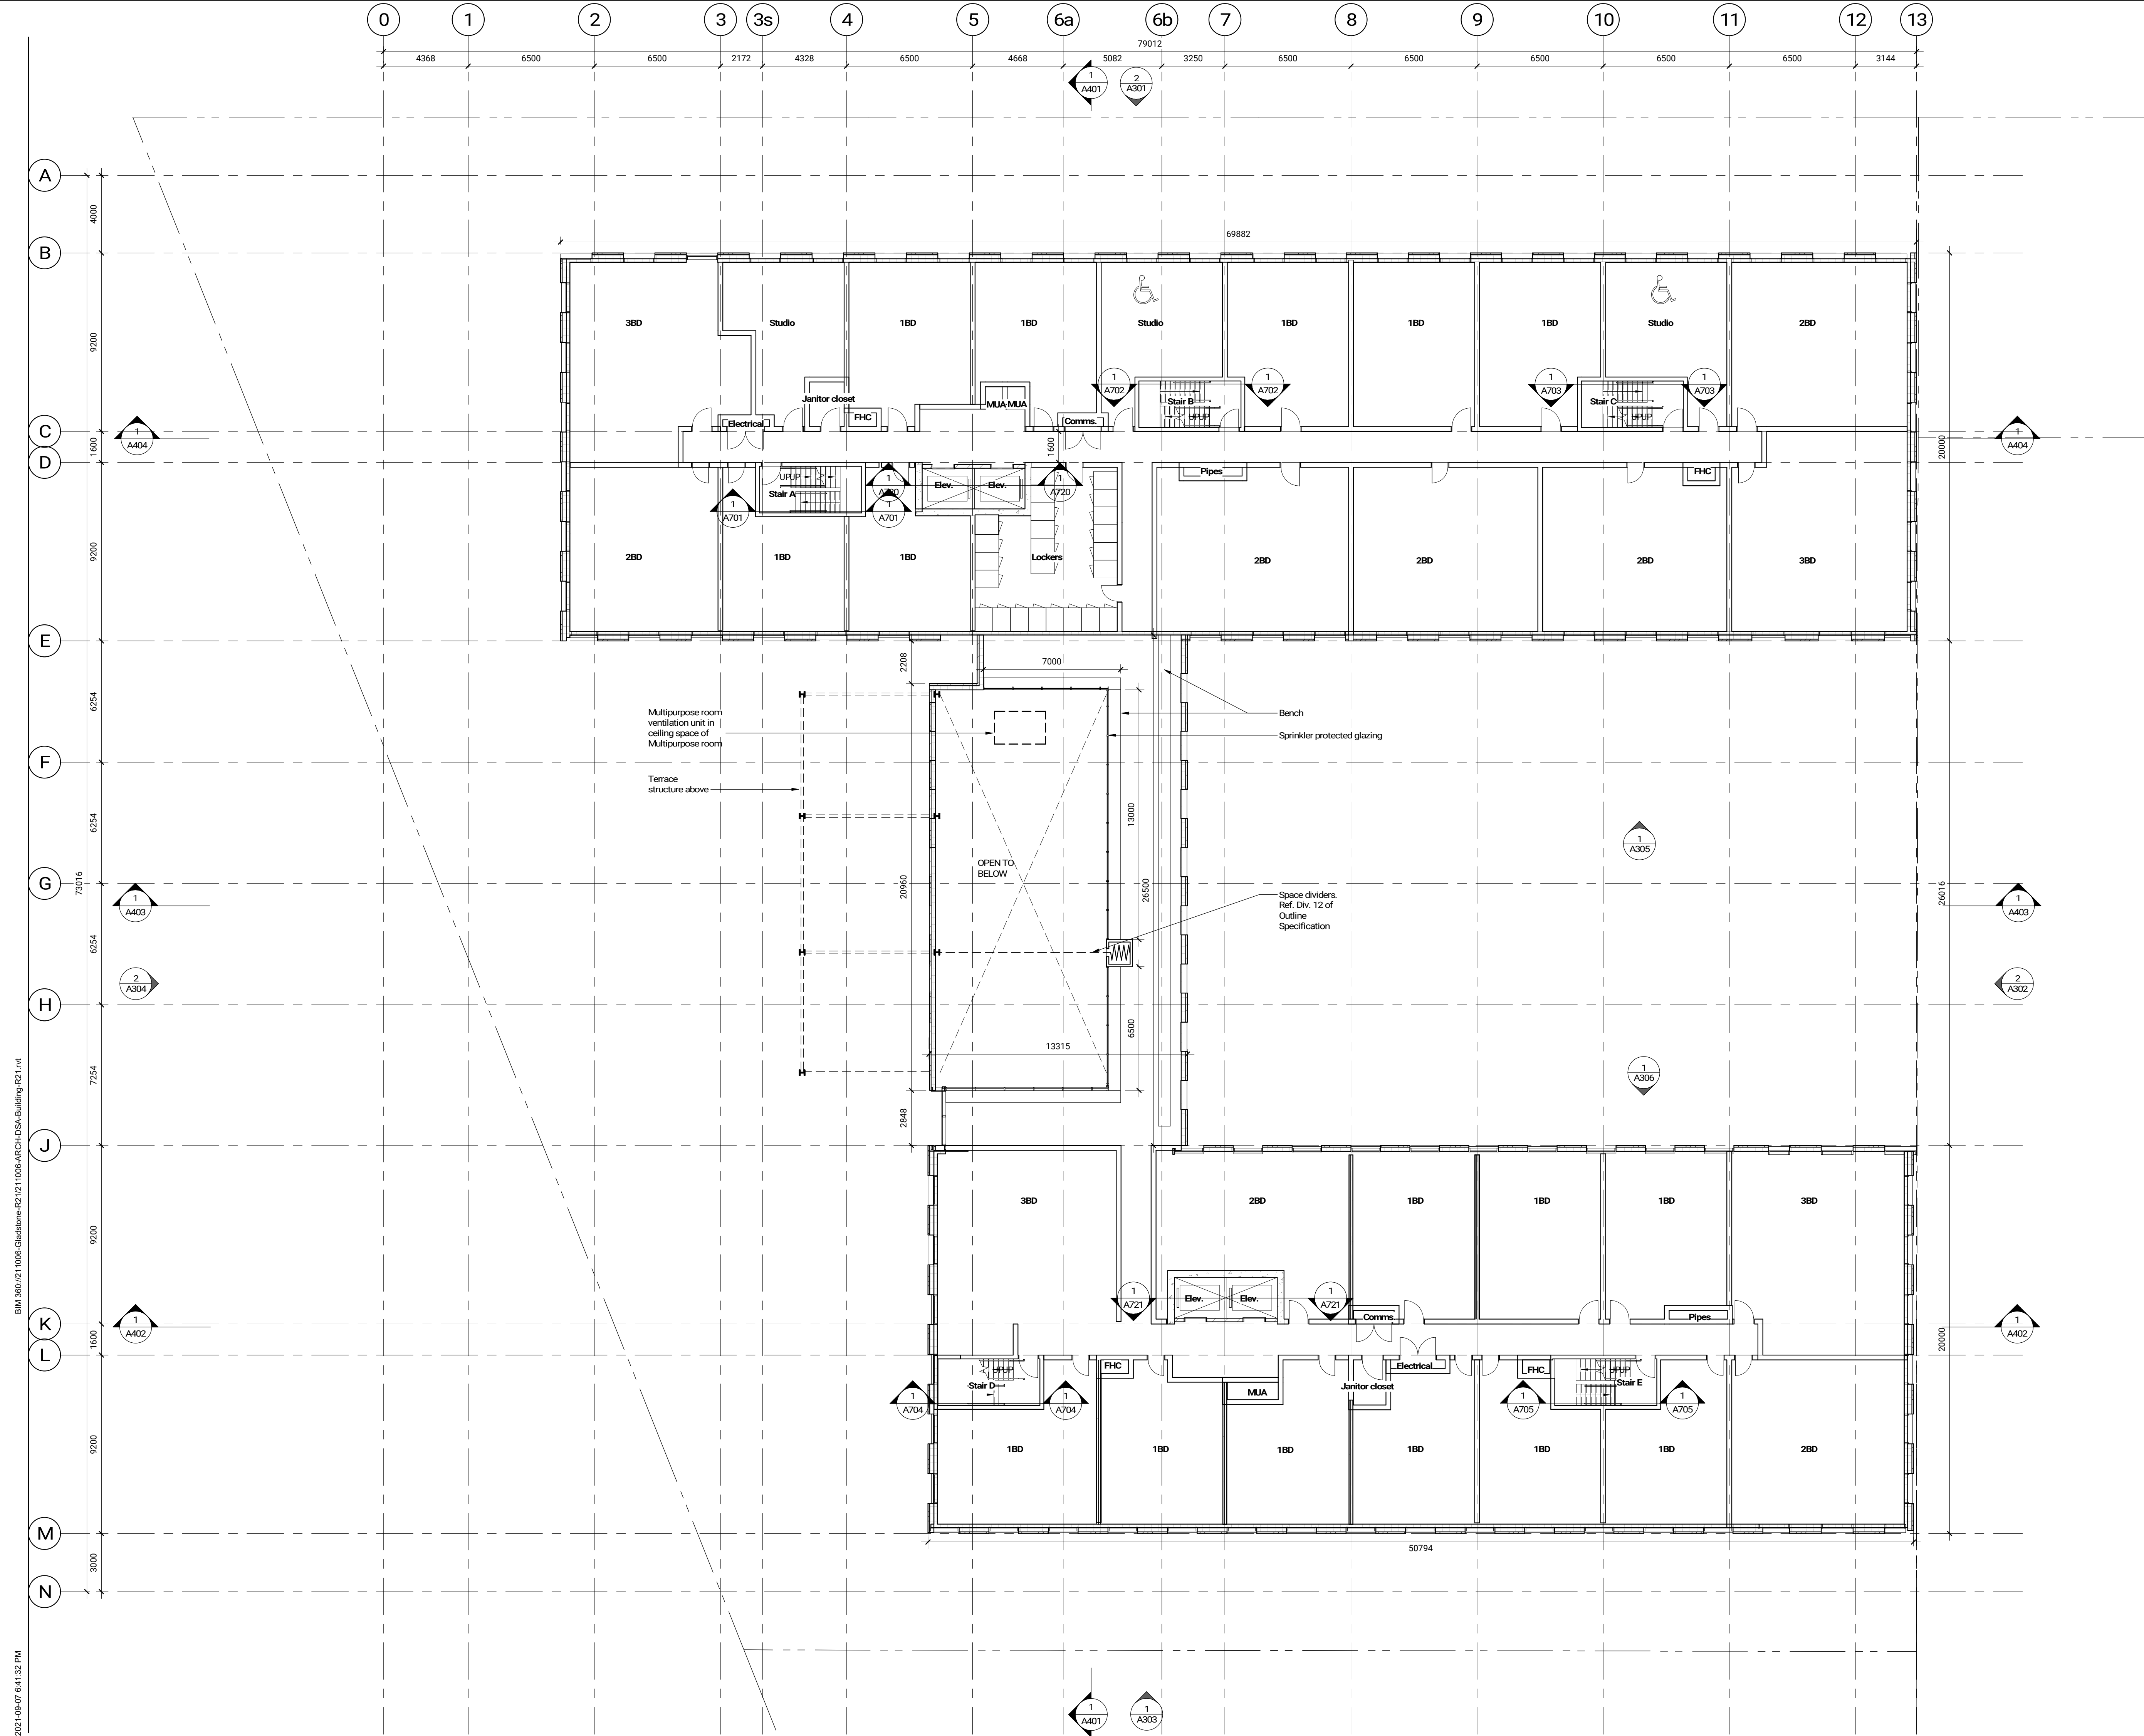 0 1 2 3 3s 4 5 6a 6b 7 8 9 10 11 12 13
79012
4368 6500 6500 2172 4328 6500 4668 5082 3250 6500 6500 6500 6500 6500 3144
1
A401
2
A301
A
4000
B
69882
9200
3BD Studio 1BD 1BD Studio 1BD 1BD 1BD Studio 2BD
1
A702
1
A702
1
A703
1
A703
Janitor closet
MUA MUA
Stair B
Stair C
FHC
Electrical
Comms.
UPUP
UPUP
C
1
A404
1
A404
1600
1600
20000
D
Pipes
FHC
UPUP
Stair A
Elev. Elev.
1
A720
1
A720
1
A701
1
A701
9200
2BD 1BD 1BD Lockers 2BD 2BD 2BD 3BD
E
2208
7000
6254
Multipurpose room
ventilation unit in
ceiling space of
Multipurpose room
Bench
Sprinkler protected glazing
F
Terrace
structure above
6254
13000
1
A305
OPEN TO
BELOW
G
73016
20960
26500
26016
1
A403
1
A403
Space dividers.
Ref. Div. 12 of
Outline
Specification
6254
2
A304
2
A302
H
6500
13315
7254
1
A306
2848
J
3BD 2BD 1BD 1BD 1BD 3BD
9200
1
A721
1
A721
Elev. Elev.
Comms.
Pipes
K
1
A402
1
A402
1600
20000
L
UPUP
Stair D
FHC
MUA
Janitor closet
Electrical
FHC
UPUP
Stair E
1
A704
1
A704
1
A705
1
A705
9200
1BD 1BD 1BD 1BD 1BD 1BD 2BD
M
50794
3000
N
1
A401
1
A303
BIM 360://211006-Gladstone-R21/211006-ARCH-DSA-Building-R21.rvt
2021-09-07 6:41:32 PM